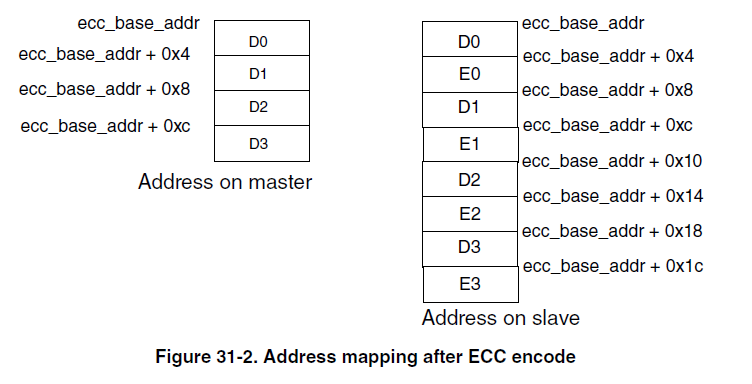 ecc_base_addr
D0
ecc_base_addr + 0x4
D1
ecc_base_addr + 0x8
D2
ecc_base_addr + 0xc
D3
Address on master
ecc_base_addr
D0
ecc_base_addr + 0x4
E0
ecc_base_addr + 0x8
D1
ecc_base_addr + 0xc
E1
ecc_base_addr + 0x10
D2
ecc_base_addr + 0x14
E2
ecc_base_addr + 0x18
D3
ecc_base_addr + 0x1c
E3
Address on slave
Figure 31-2. Address mapping after ECC encode